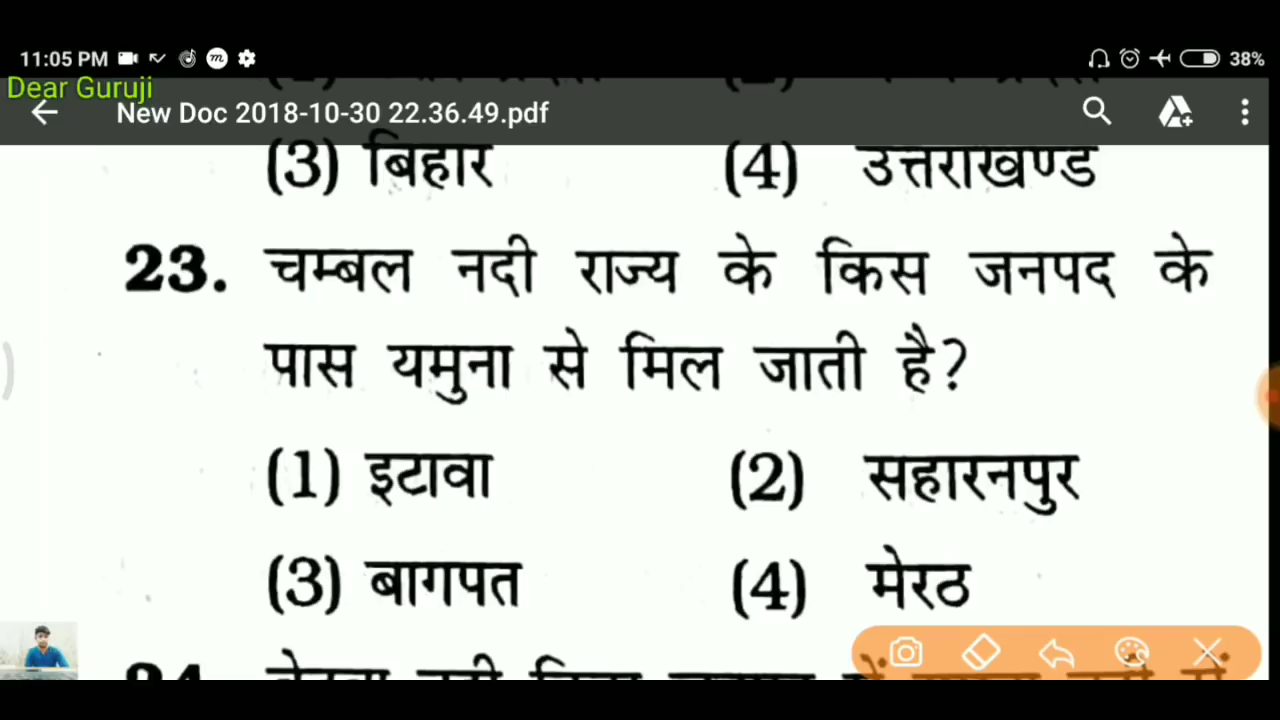 11:05 PM
38%
Dear Guruji
New Doc 2018-10-30 22.36.49.pdf
(3) बिहार (4) उत्तराखण्ड
23. चम्बल नदी राज्य के किस जनपद के
पास यमुना से मिल जाती है?
(1) इटावा (2) सहारनपुर
(3) बागपत (4) मेरठ